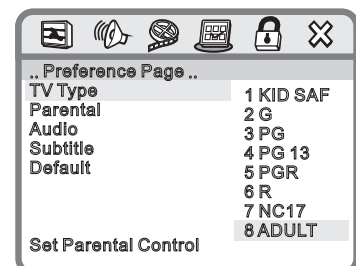 .. Preference Page ..
TV Type
Parental
Audio
Subtitle
Default
1 KID SAF
2 G
3 PG
4 PG 13
5 PGR
6 R
7 NC17
8 ADULT
Set Parental Control